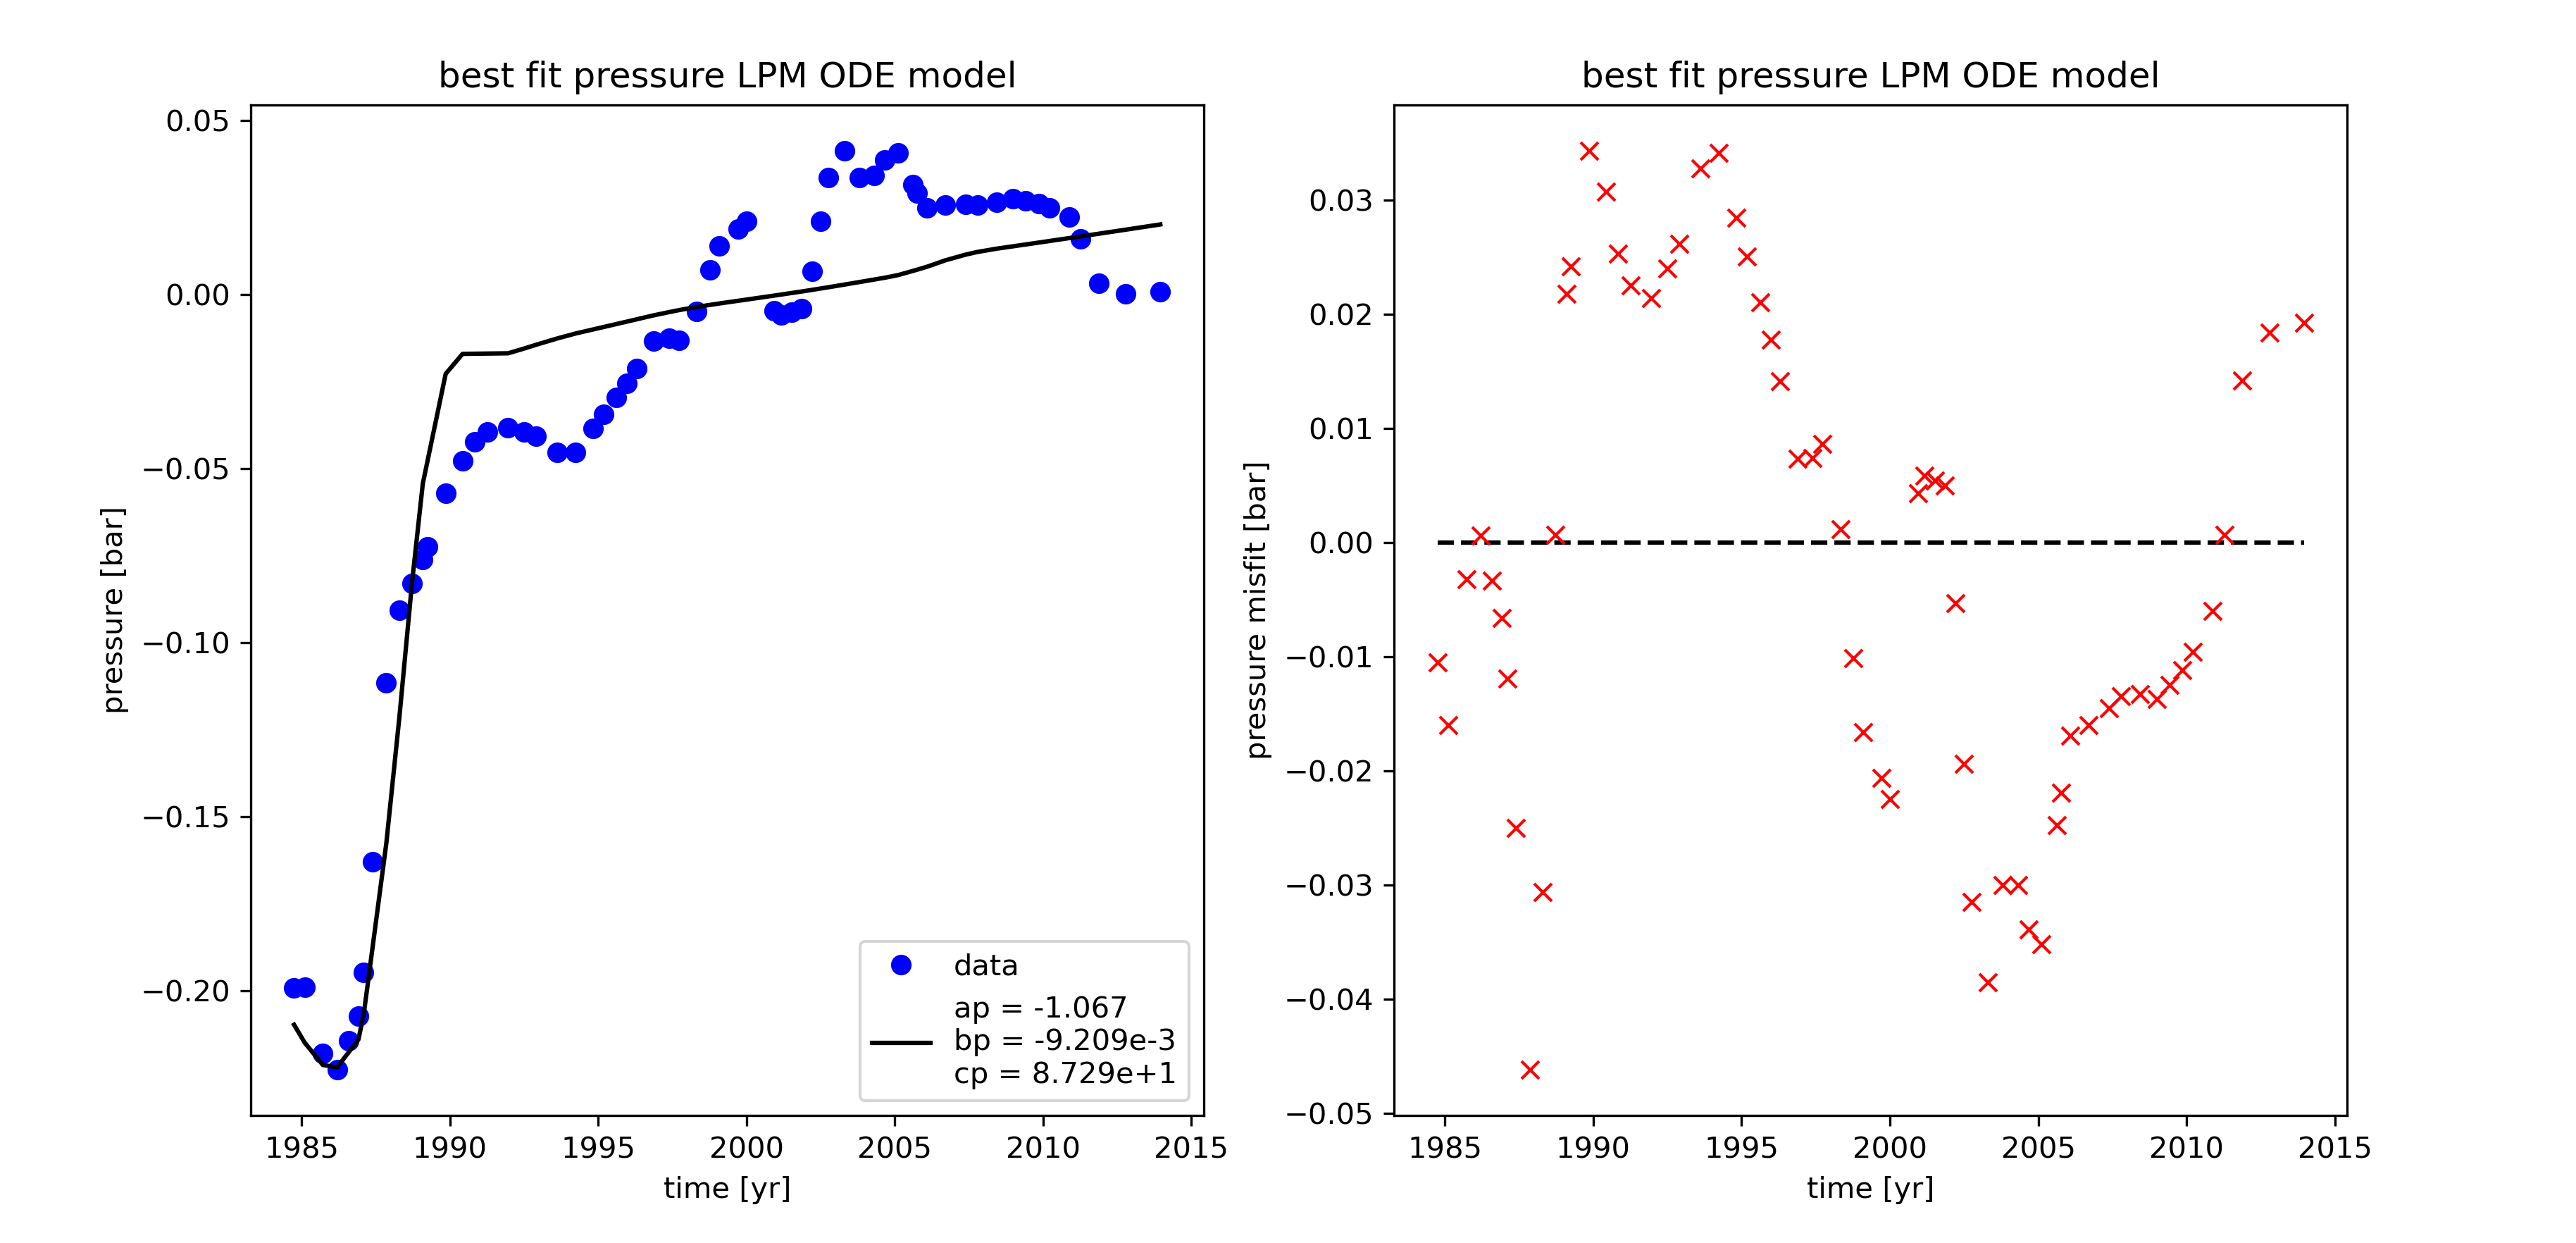 best fit pressure LPM ODE model
0.05
0.00
−0.05
−0.10
−0.15
−0.20
pressure [bar]
data
ap = -1.067
bp = -9.209e-3
cp = 8.729e+1
1985 1990 1995 2000 2005 2010 2015
time [yr]
best fit pressure LPM ODE model
0.03
0.02
0.01
0.00
−0.01
−0.02
−0.03
−0.04
−0.05
pressure misfit [bar]
1985 1990 1995 2000 2005 2010 2015
time [yr]